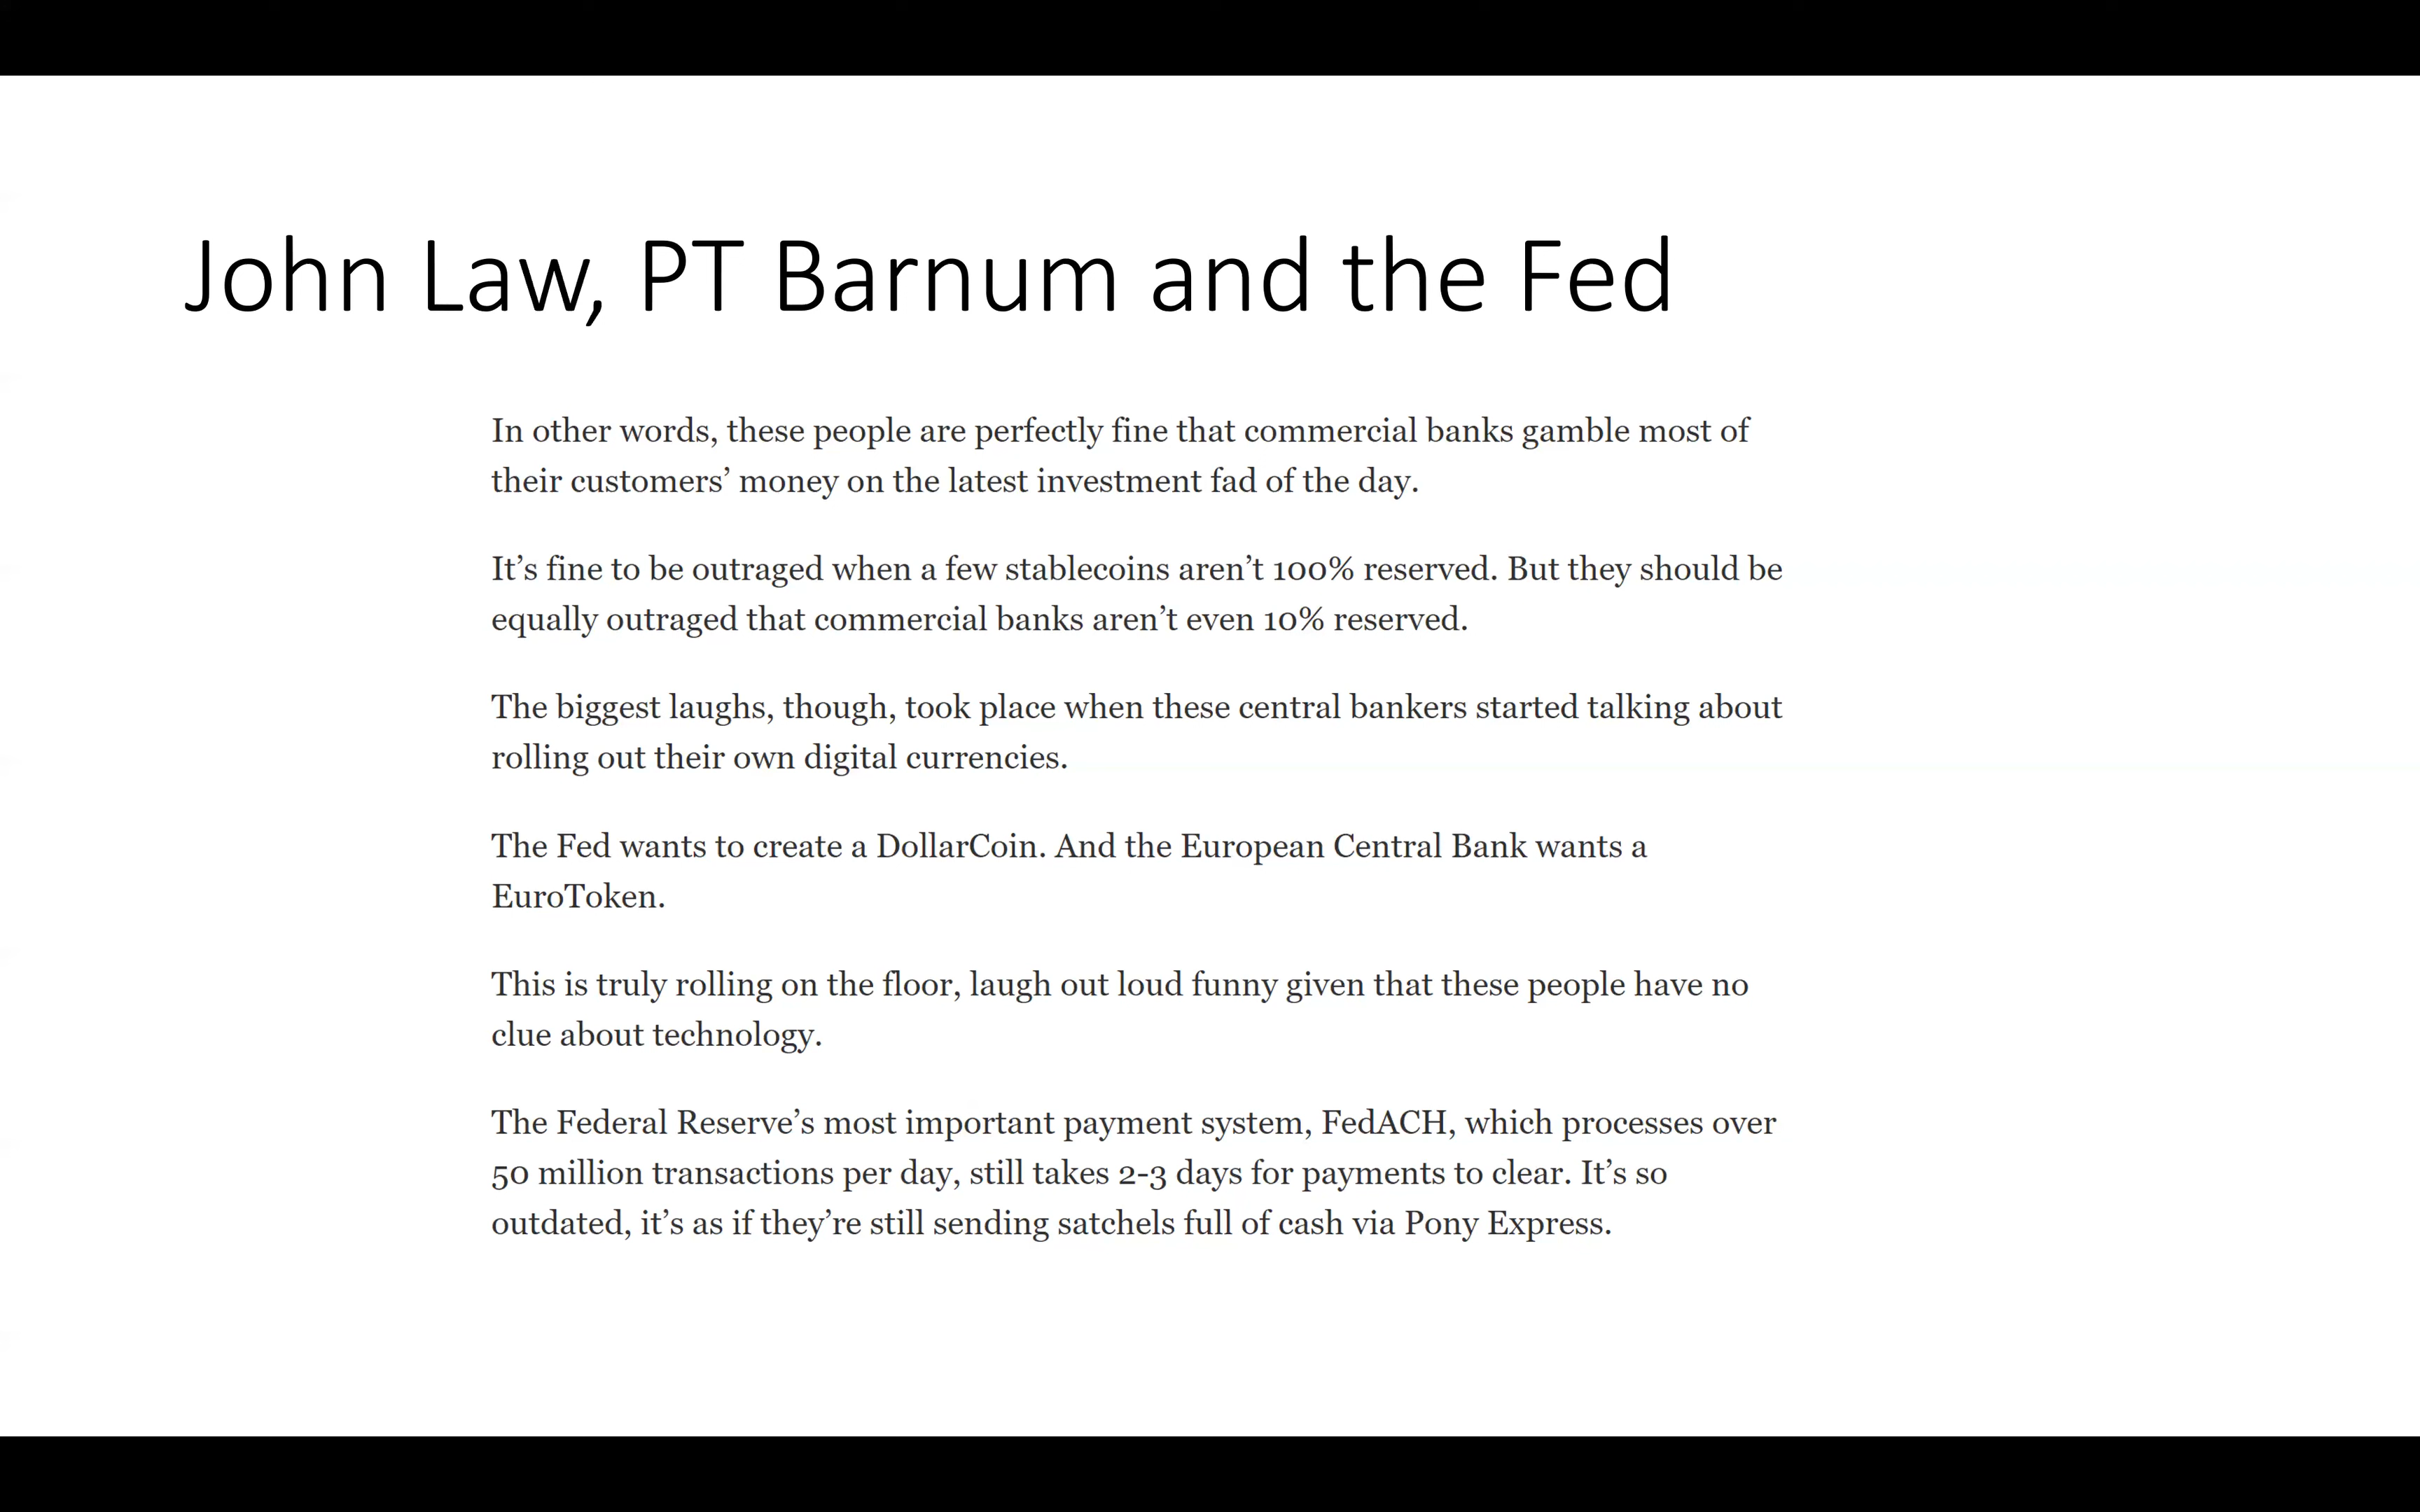 John Law, PT Barnum and the Fed
In other words, these people are perfectly fine that commercial banks gamble most of
their customers’ money on the latest investment fad of the day.
It’s fine to be outraged when a few stablecoins aren’t 100% reserved. But they should be
equally outraged that commercial banks aren’t even 10% reserved.
The biggest laughs, though, took place when these central bankers started talking about
rolling out their own digital currencies.
The Fed wants to create a DollarCoin. And the European Central Bank wants a
EuroToken.
This is truly rolling on the floor, laugh out loud funny given that these people have no
clue about technology.
The Federal Reserve’s most important payment system, FedACH, which processes over
50 million transactions per day, still takes 2-3 days for payments to clear. It’s so
outdated, it’s as if they’re still sending satchels full of cash via Pony Express.